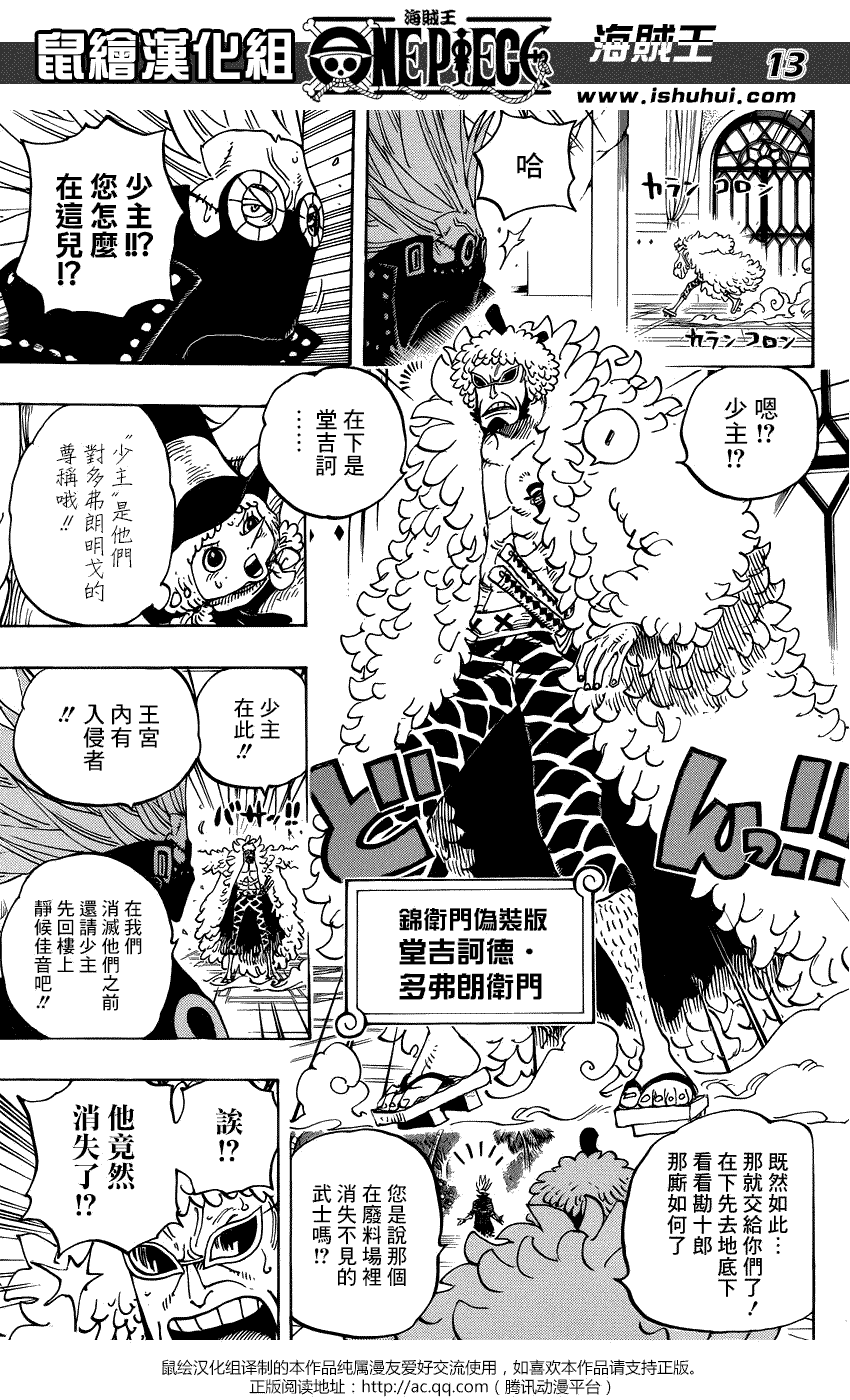 鼠繪漢化組
海賊王
ONE PIECE
海賊王
13
www.ishuhui.com
カラン コロン
カラン コロン
哈
少主!!?
您怎麼
在這兒!?
嗯!?
少主!?
在下是
堂吉訶
……
“少主”是他們
對多弗朗明戈的
尊稱哦!!
どんっ!!
錦衛門偽裝版
堂吉訶德·
多弗朗衛門
少主
在此!!
王宮
內有
入侵者
!!
バサッ!!
在我們
消滅他們之前
還請少主
先回樓上
靜候佳音吧!!
既然如此…
那就交給你們了!
在下先去地底下
看看勘十郎
那廝如何了
您是說那個
在廢料場裡
消失不見的
武士嗎!?
誒!?
他竟然
消失了!?
鼠绘汉化组译制的本作品纯属漫友爱好交流使用，如喜欢本作品请支持正版。
正版阅读地址：http://ac.qq.com（腾讯动漫平台）